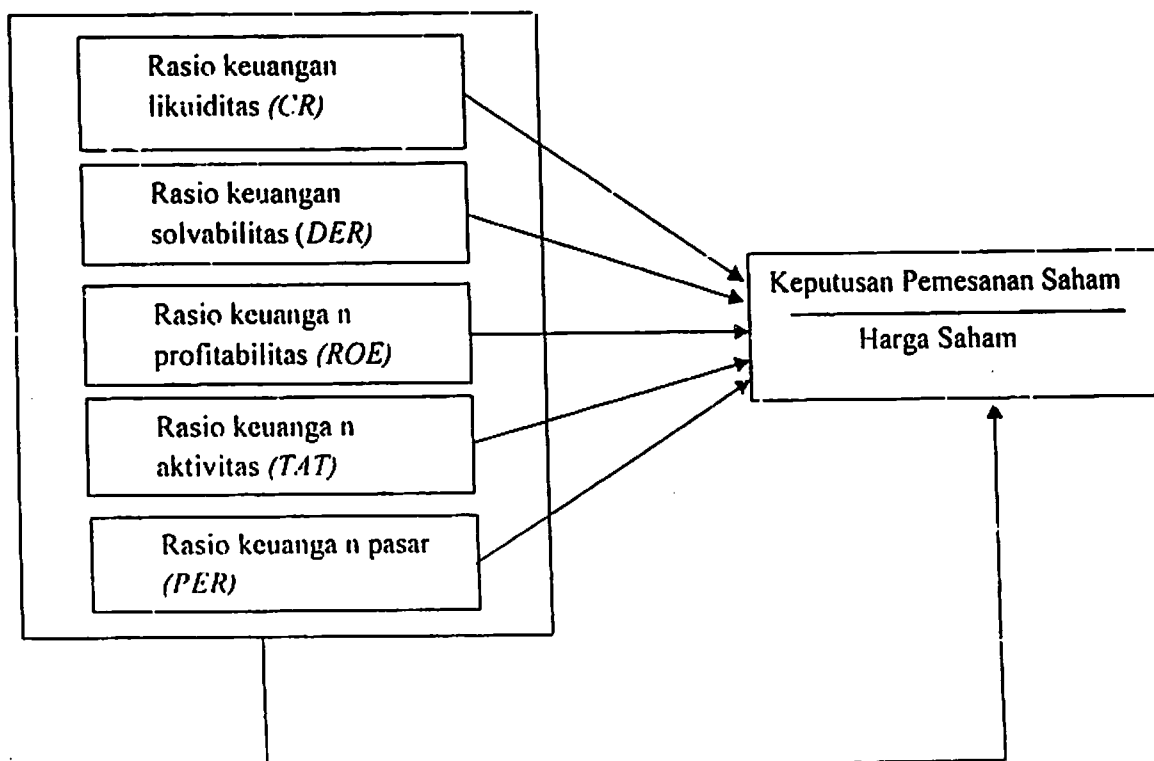 Rasio keuangan
likuiditas (CR)
Rasio keuangan
solvabilitas (DER)
Rasio keuanga n
profitabilitas (ROE)
Rasio keuanga n
aktivitas (TAT)
Rasio keuanga n pasar
(PER)
Keputusan Pemesanan Saham
Harga Saham